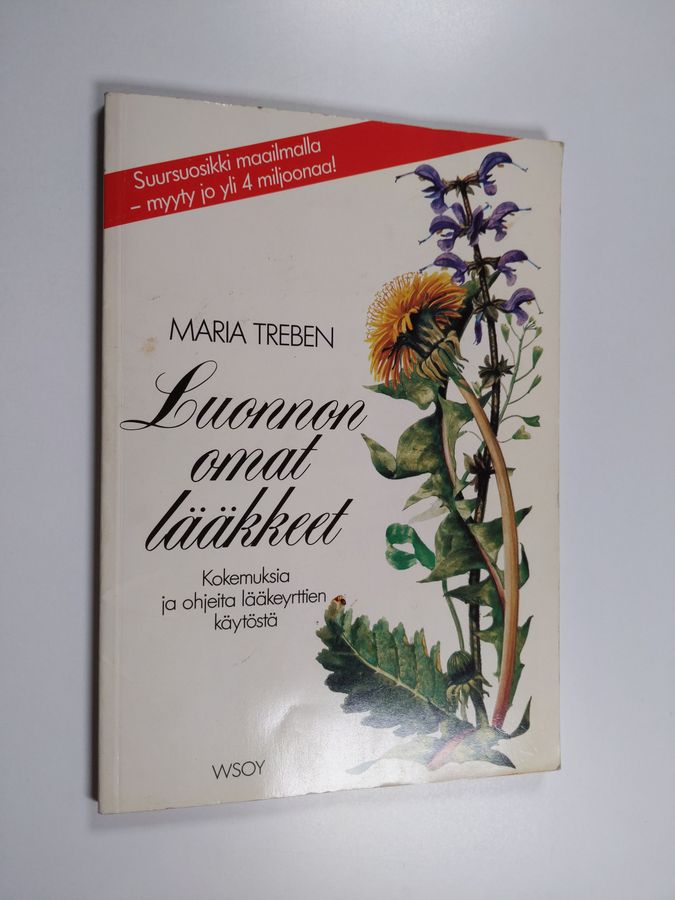 Suursuosikki maailmalla
– myyty jo yli 4 miljoonaa!
MARIA TREBEN
Luonnon
omat
lääkkeet
Kokemuksia
ja ohjeita lääkeyrttien
käytöstä
WSOY